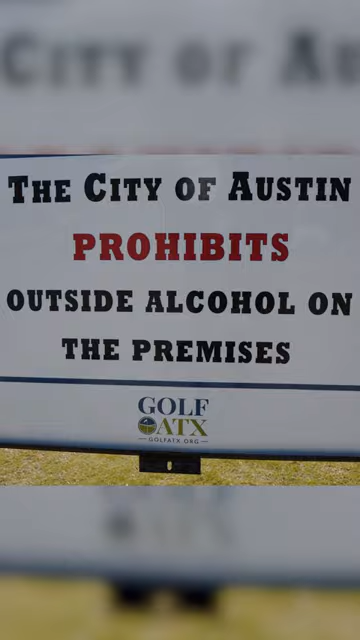 THE CITY OF AUSTIN
PROHIBITS
OUTSIDE ALCOHOL ON
THE PREMISES
GOLF
ATX
GOLFATX.ORG